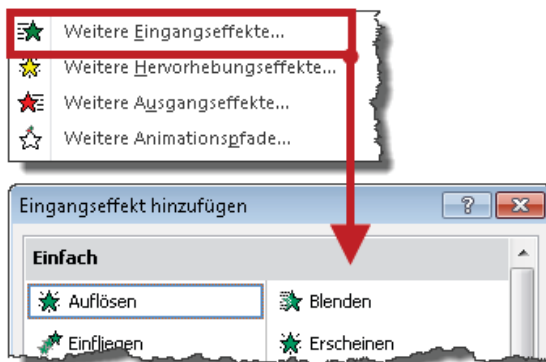 Weitere Eingangseffekte...
Weitere Hervorhebungseffekte...
Weitere Ausgangseffekte...
Weitere Animationspfade...
Eingangseffekt hinzufügen
Einfach
Auflösen Blenden
Einfliegen Erscheinen